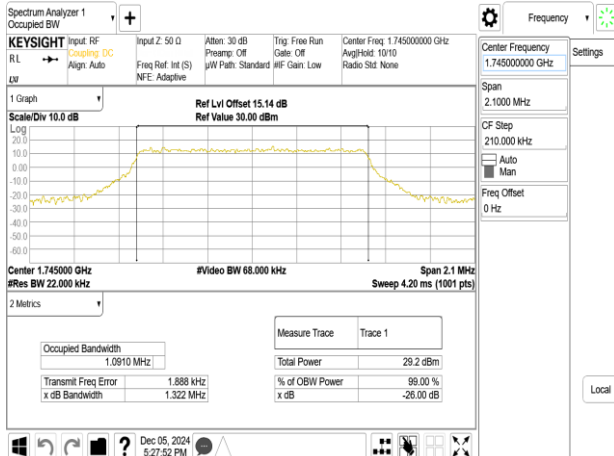 Spectrum Analyzer 1
Occupied BW
+
Frequency
KEYSIGHT
RL
LXI
Input: RF
Coupling: DC
Align: Auto
Input Z: 50 Ω
Freq Ref: Int (S)
NFE: Adaptive
Atten: 30 dB
Preamp: Off
µW Path: Standard
Trig: Free Run
Gate: Off
#IF Gain: Low
Center Freq: 1.745000000 GHz
Avg|Hold: 10/10
Radio Std: None
Center Frequency
1.745000000 GHz
Settings
Span
2.1000 MHz
CF Step
210.000 kHz
Auto
Man
Freq Offset
0 Hz
Local
1 Graph
Scale/Div 10.0 dB
Ref Lvl Offset 15.14 dB
Ref Value 30.00 dBm
Log
20.0
10.0
0.00
-10.0
-20.0
-30.0
-40.0
-50.0
-60.0
Center 1.745000 GHz
#Video BW 68.000 kHz
Span 2.1 MHz
#Res BW 22.000 kHz
Sweep 4.20 ms (1001 pts)
2 Metrics
Measure Trace
Trace 1
Occupied Bandwidth
1.0910 MHz
Total Power
29.2 dBm
Transmit Freq Error
1.888 kHz
% of OBW Power
99.00 %
x dB Bandwidth
1.322 MHz
x dB
-26.00 dB
?
Dec 05, 2024
5:27:52 PM